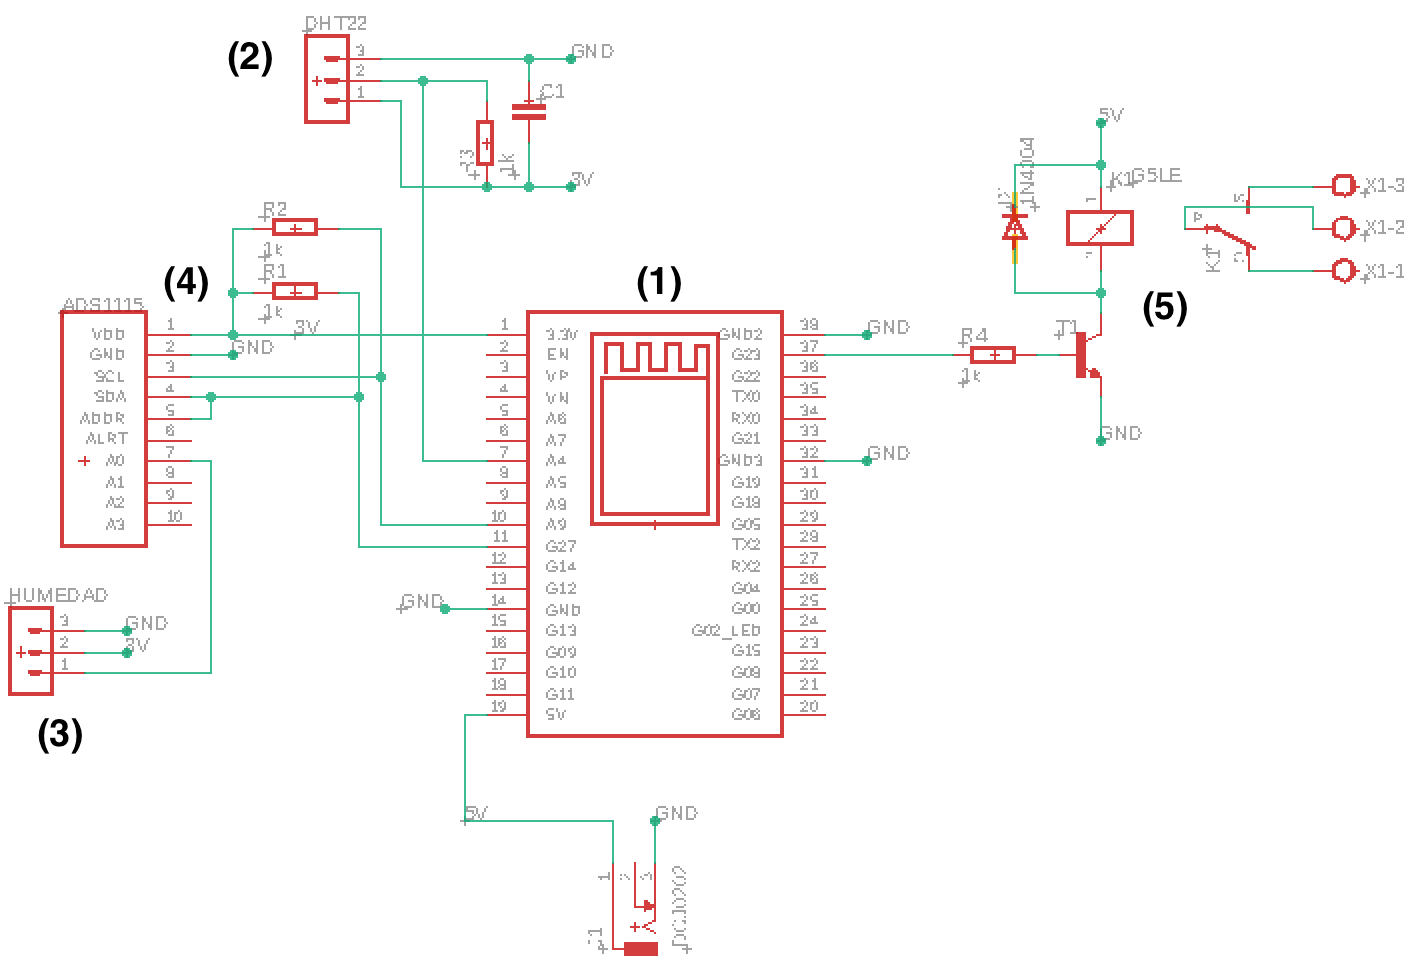 DHT22
(2)
3
GND
2
1
C1
R3
1k
3V
5V
1N4004
K1
G5LE
X1-3
X1-2
X1-1
K1
P
S
(5)
R2
1k
R1
1k
(4)
ADS1115
VDD 1
3V
GND 2
GND
SCL 3
SDA 4
ADDR 5
ALRT 6
A0 7
A1 8
A2 9
A3 10
HUMEDAD
3 GND
2 3V
1
(3)
(1)
1 3.3V GND2 38 GND
2 EN G23 37
3 VP G22 36
4 VN TX0 35
5 A6 RX0 34
6 A7 G21 33
7 A4 GND3 32 GND
8 A5 G19 31
9 A8 G18 30
10 A9 G05 29
11 G27 TX2 28
12 G14 RX2 27
13 G12 G04 26
GND 14 GND G00 25
15 G13 G02_LED 24
16 G09 G15 23
17 G10 G08 22
18 G11 G07 21
19 5V G06 20
R4
1k
T1
GND
5V
GND
1
2
3
DCJ0202